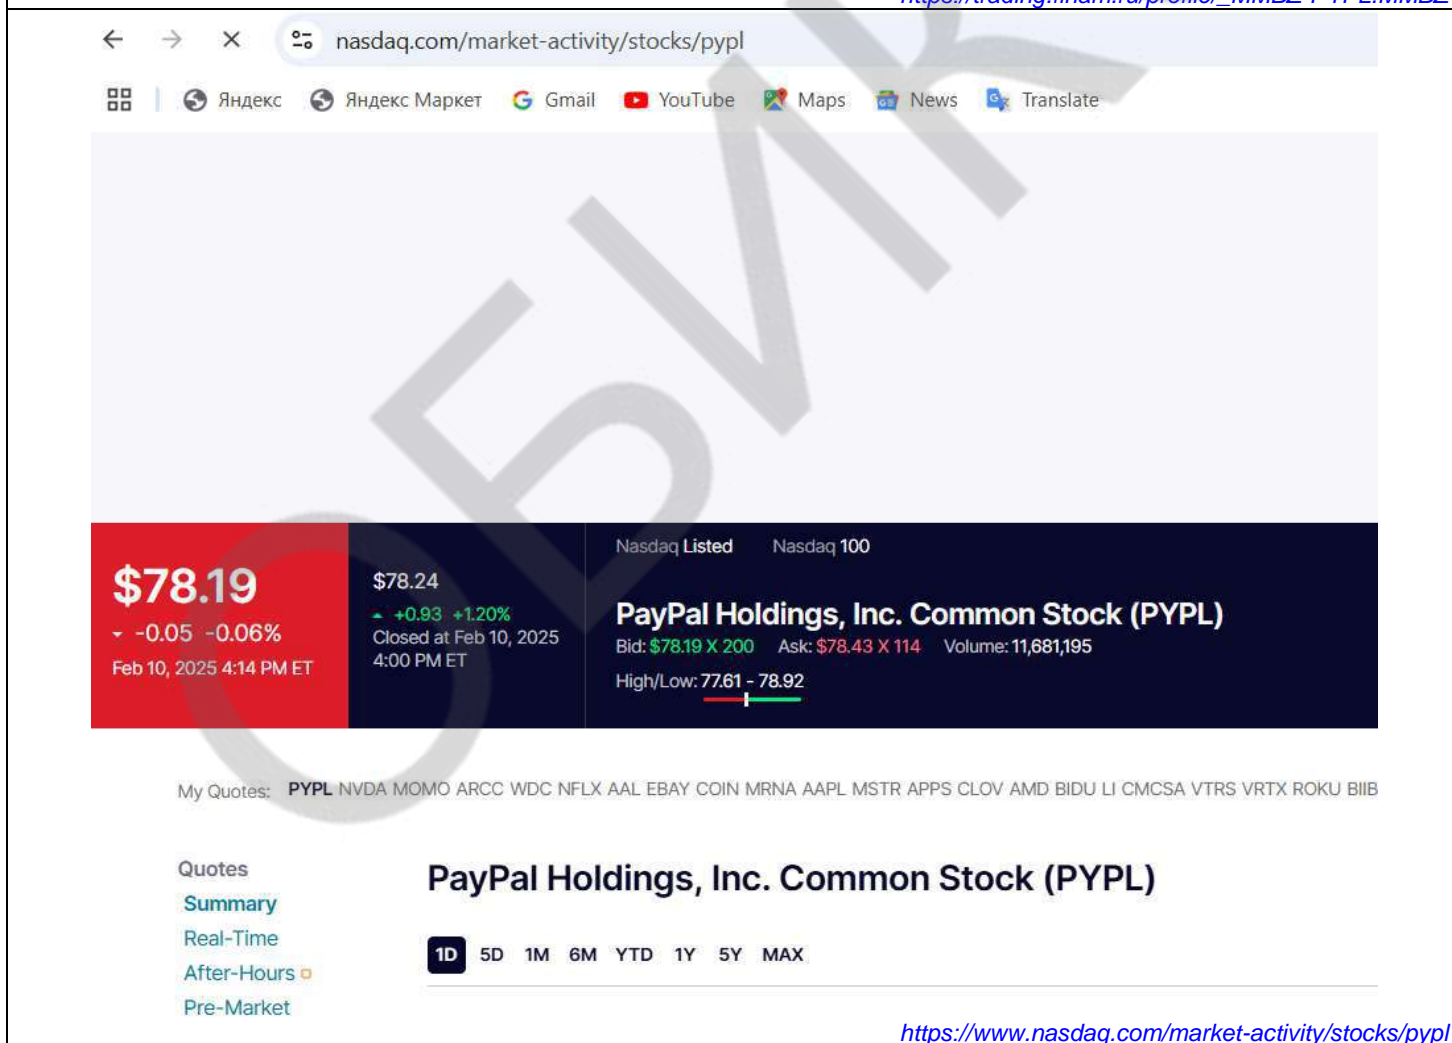 nasdaq.com/market-activity/stocks/pypl
Яндекс Яндекс Маркет Gmail YouTube Maps News Translate
ОБИК
Nasdaq Listed Nasdaq 100
$78.19
-0.05 -0.06%
Feb 10, 2025 4:14 PM ET
$78.24
+0.93 +1.20%
Closed at Feb 10, 2025
4:00 PM ET
PayPal Holdings, Inc. Common Stock (PYPL)
Bid: $78.19 X 200 Ask: $78.43 X 114 Volume: 11,681,195
High/Low: 77.61 - 78.92
My Quotes: PYPL NVDA MOMO ARCC WDC NFLX AAL EBAY COIN MRNA AAPL MSTR APPS CLOV AMD BIDU LI CMCSA VTRS VRTX ROKU BIIB
Quotes
Summary
Real-Time
After-Hours
Pre-Market
PayPal Holdings, Inc. Common Stock (PYPL)
1D 5D 1M 6M YTD 1Y 5Y MAX
https://www.nasdaq.com/market-activity/stocks/pypl